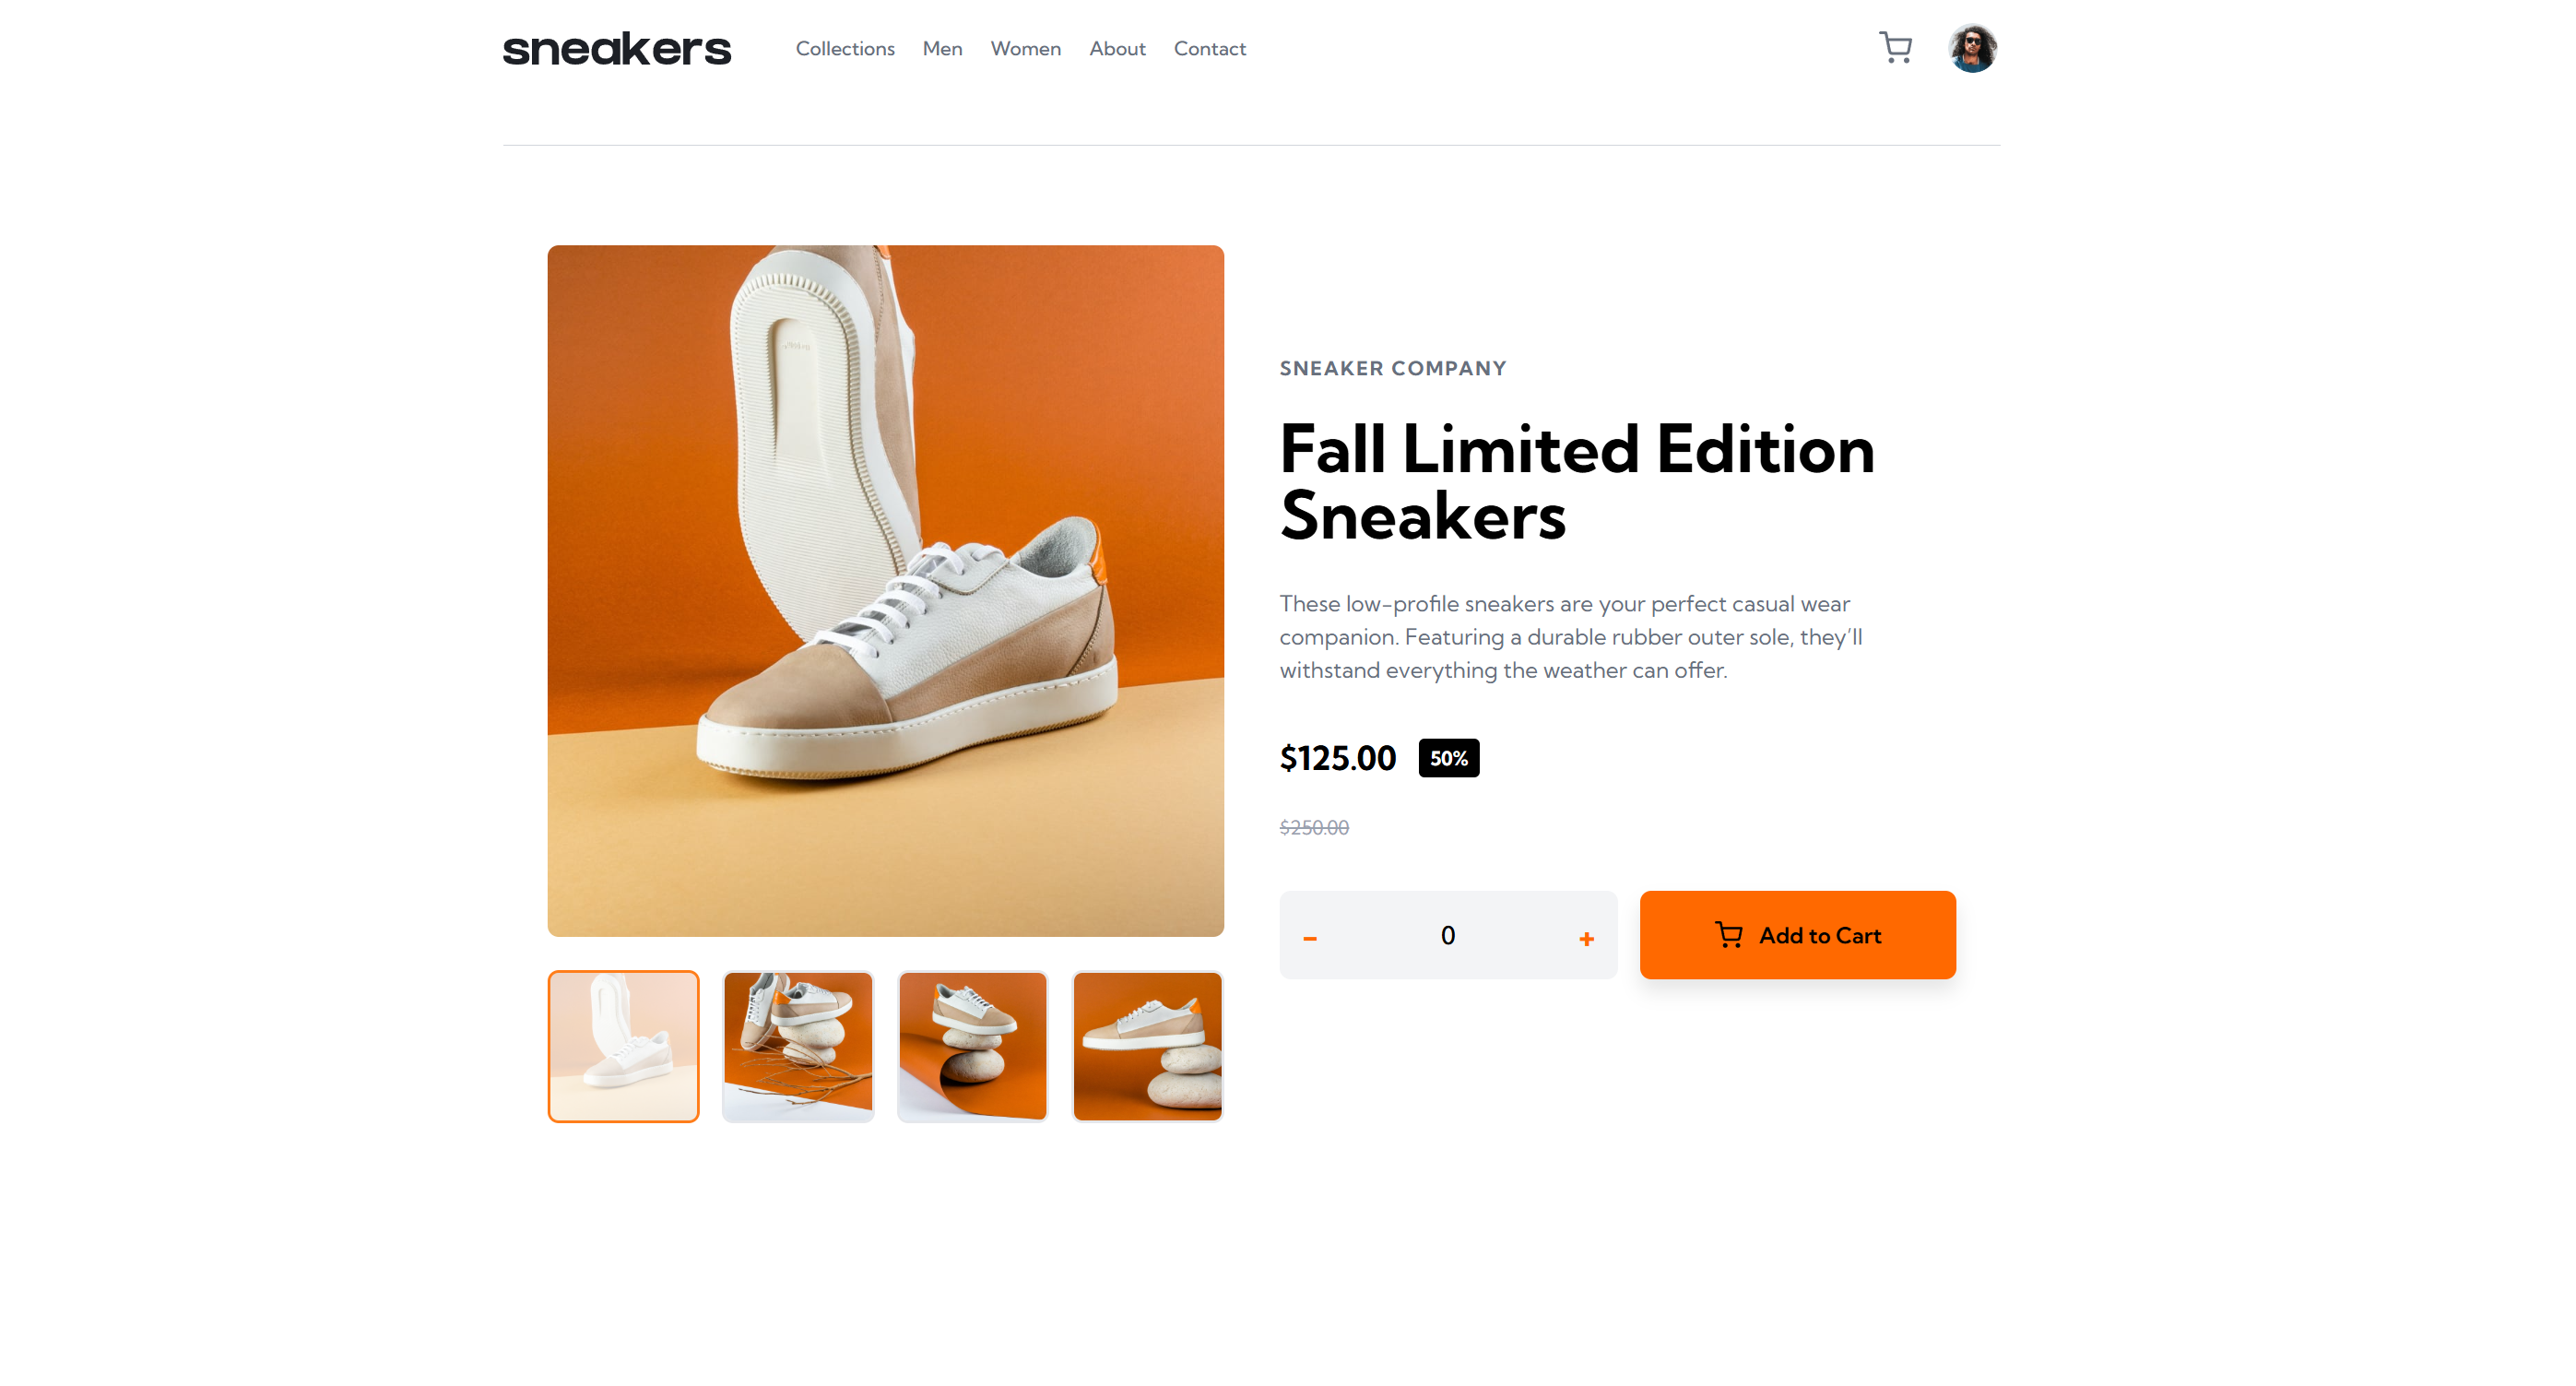 sneakers
Collections Men Women About Contact
SNEAKER COMPANY
Fall Limited Edition
Sneakers
These low-profile sneakers are your perfect casual wear
companion. Featuring a durable rubber outer sole, they’ll
withstand everything the weather can offer.
$125.00 50%
$250.00
- 0 + Add to Cart